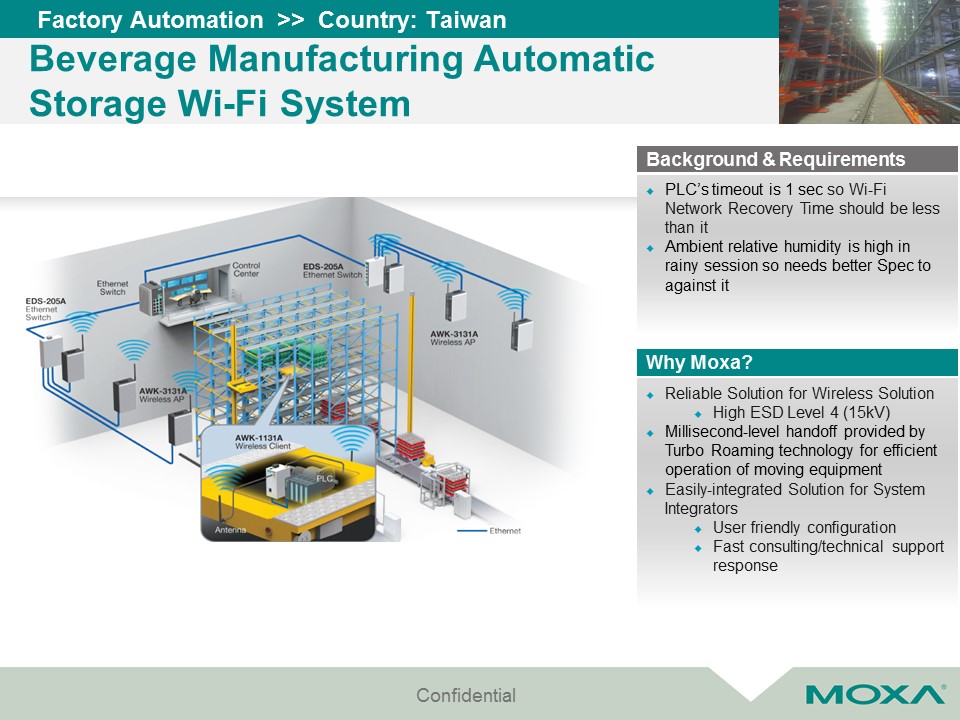 Factory Automation >> Country: Taiwan
Beverage Manufacturing Automatic
Storage Wi-Fi System
Background & Requirements
PLC's timeout is 1 sec so Wi-Fi
Network Recovery Time should be less
than it
Ambient relative humidity is high in
rainy session so needs better Spec to
against it
Why Moxa?
Reliable Solution for Wireless Solution
High ESD Level 4 (15kV)
Millisecond-level handoff provided by
Turbo Roaming technology for efficient
operation of moving equipment
Easily-integrated Solution for System
Integrators
User friendly configuration
Fast consulting/technical support
response
Control
Center
EDS-205A
Ethernet Switch
Ethernet
Switch
EDS-205A
Ethernet
Switch
AWK-3131A
Wireless AP
AWK-3131A
Wireless AP
AWK-1131A
Wireless Client
PLC
Antenna
Ethernet
Confidential
MOXA®